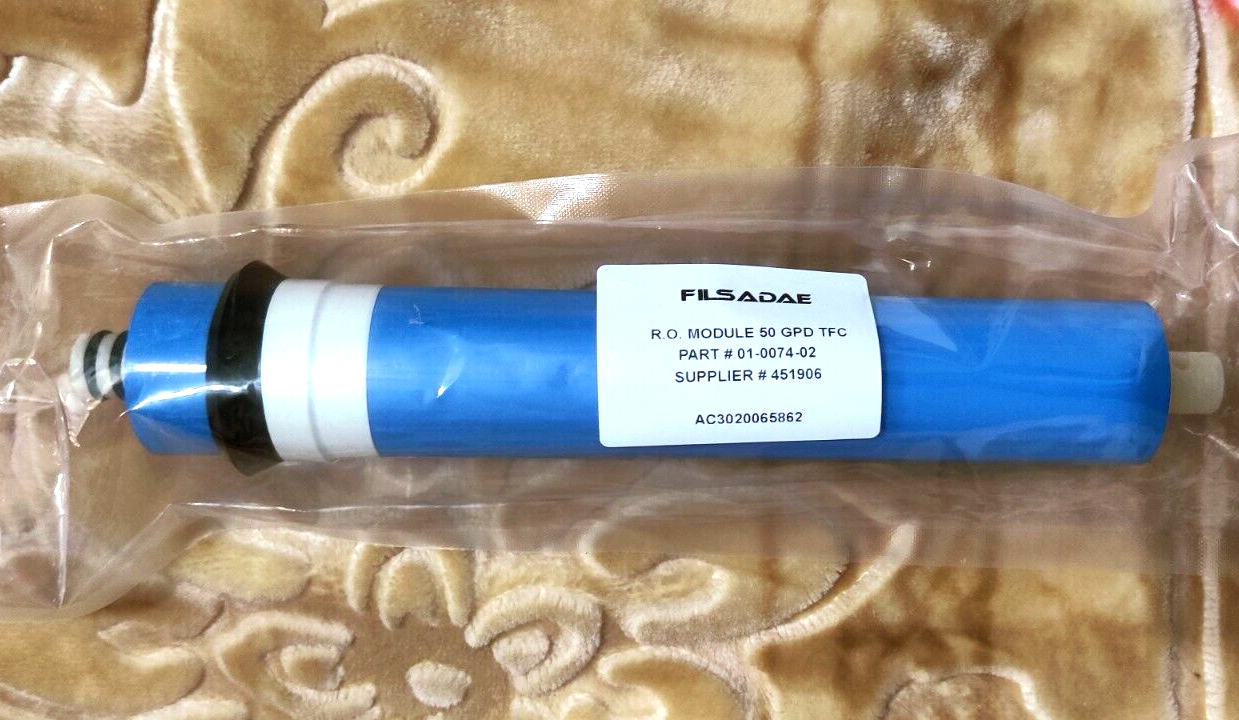 FILSADAE
R.O. MODULE 50 GPD TFC
PART # 01-0074-02
SUPPLIER # 451906
AC3020065862